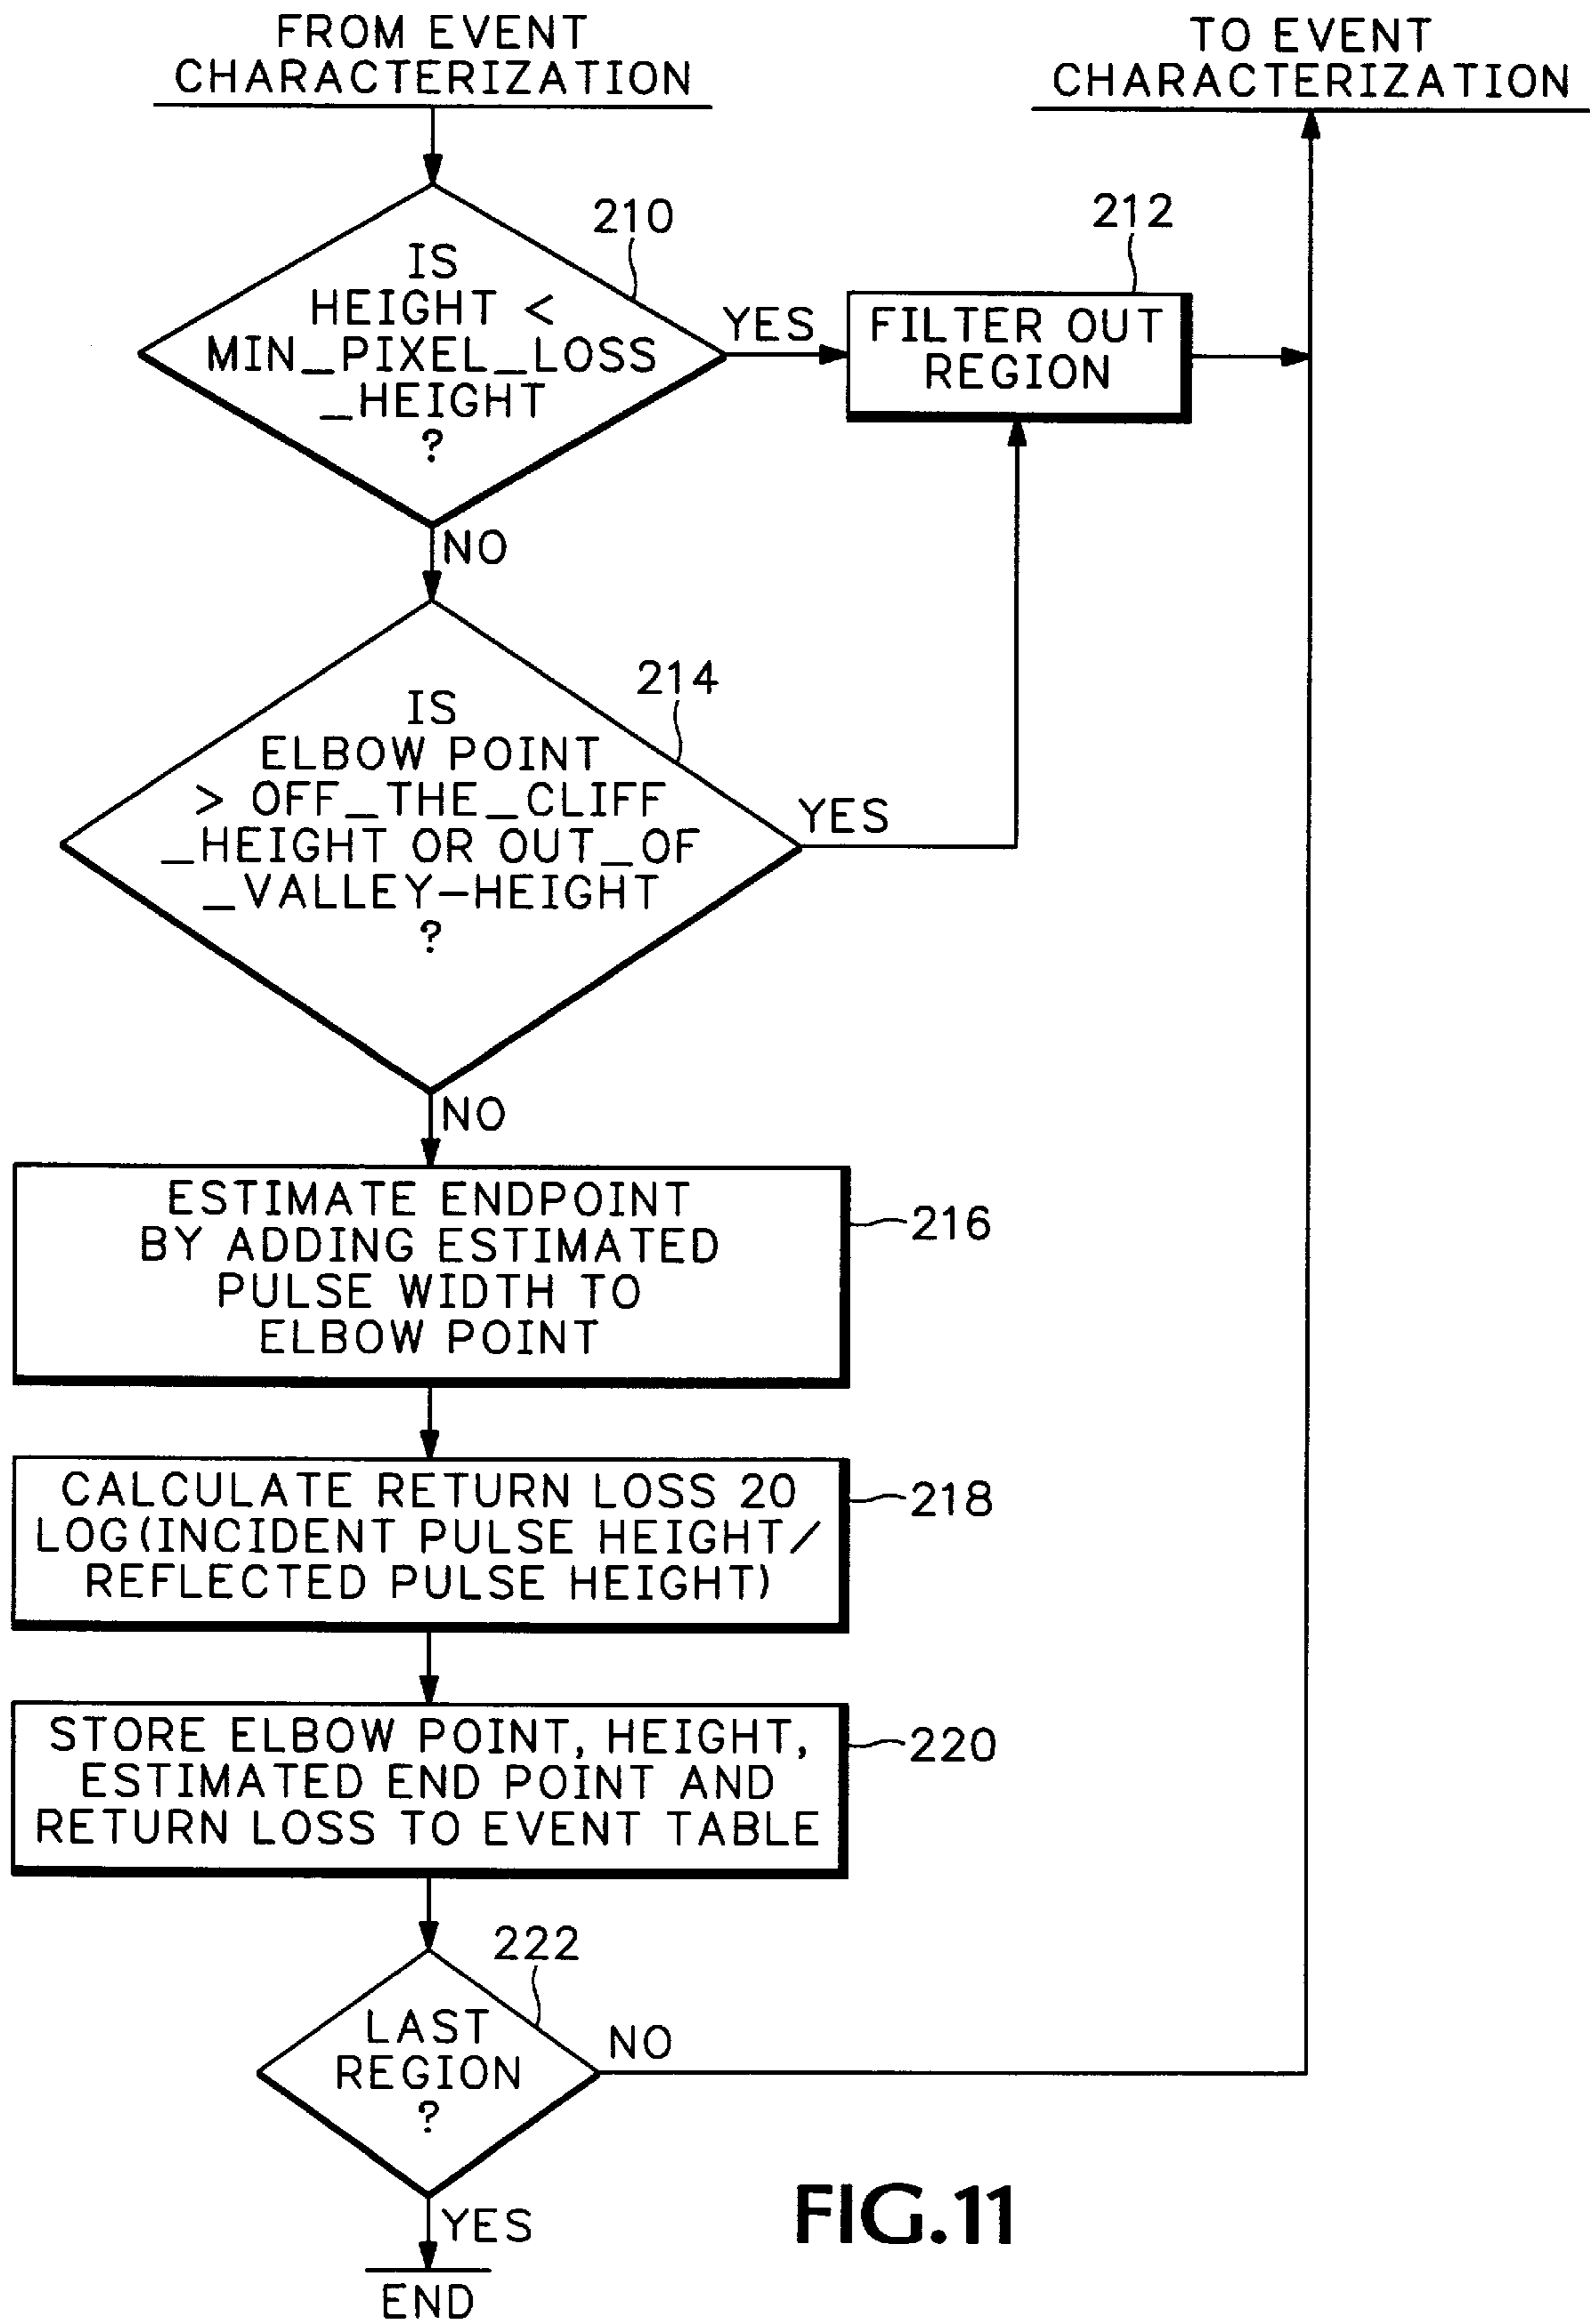 FROM EVENT
CHARACTERIZATION
TO EVENT
CHARACTERIZATION
210
IS
HEIGHT <
MIN_PIXEL_LOSS
_HEIGHT
?
YES
212
FILTER OUT
REGION
NO
214
IS
ELBOW POINT
> OFF_THE_CLIFF
_HEIGHT OR OUT_OF
_VALLEY-HEIGHT
?
YES
NO
ESTIMATE ENDPOINT
BY ADDING ESTIMATED
PULSE WIDTH TO
ELBOW POINT
216
CALCULATE RETURN LOSS 20
LOG(INCIDENT PULSE HEIGHT/
REFLECTED PULSE HEIGHT)
218
STORE ELBOW POINT, HEIGHT,
ESTIMATED END POINT AND
RETURN LOSS TO EVENT TABLE
220
222
LAST
REGION
?
NO
YES
END
FIG.11